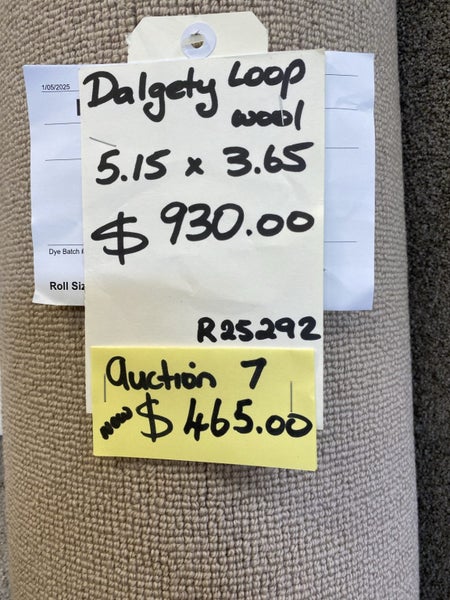 1/05/2025
Dalgety Loop
wool
5.15 x 3.65
$ 930.00
Dye Batch
Roll Siz
R25292
Auction 7
NOW $465.00